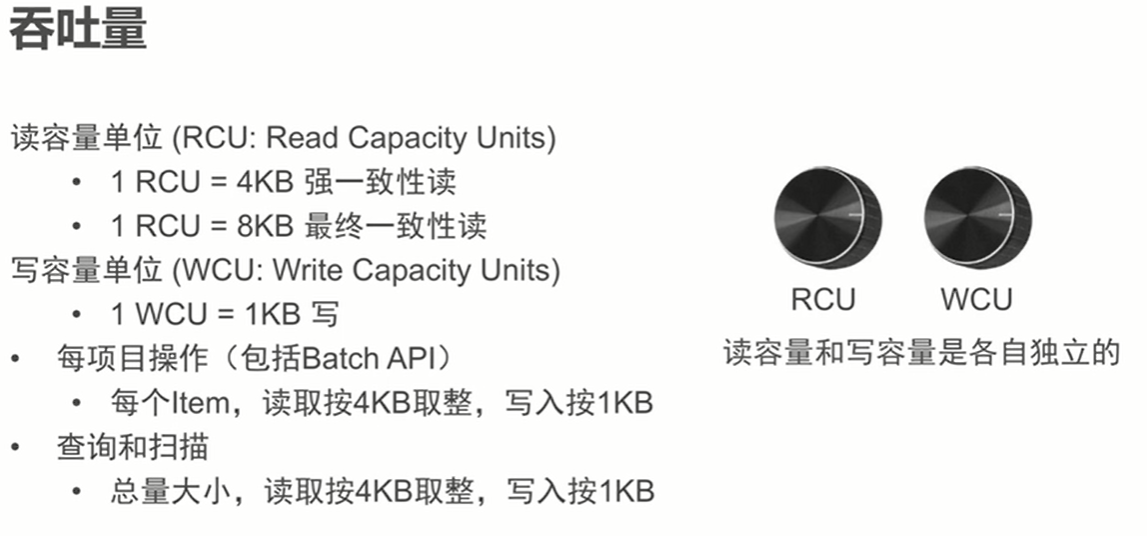 吞吐量
读容量单位 (RCU: Read Capacity Units)
• 1 RCU = 4KB 强一致性读
• 1 RCU = 8KB 最终一致性读
写容量单位 (WCU: Write Capacity Units)
• 1 WCU = 1KB 写
• 每项目操作（包括Batch API）
• 每个Item，读取按4KB取整，写入按1KB
• 查询和扫描
• 总量大小，读取按4KB取整，写入按1KB
RCU WCU
读容量和写容量是各自独立的